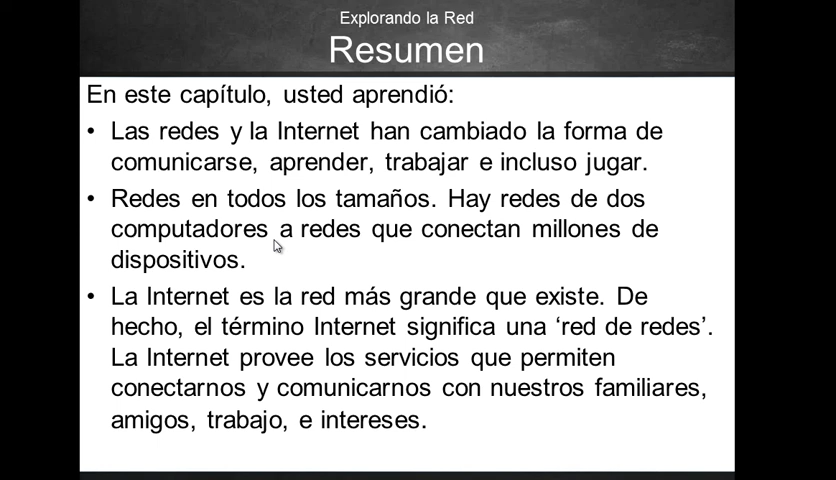 Explorando la Red
Resumen
En este capítulo, usted aprendió:
• Las redes y la Internet han cambiado la forma de
comunicarse, aprender, trabajar e incluso jugar.
• Redes en todos los tamaños. Hay redes de dos
computadores a redes que conectan millones de
dispositivos.
• La Internet es la red más grande que existe. De
hecho, el término Internet significa una ‘red de redes’.
La Internet provee los servicios que permiten
conectarnos y comunicarnos con nuestros familiares,
amigos, trabajo, e intereses.